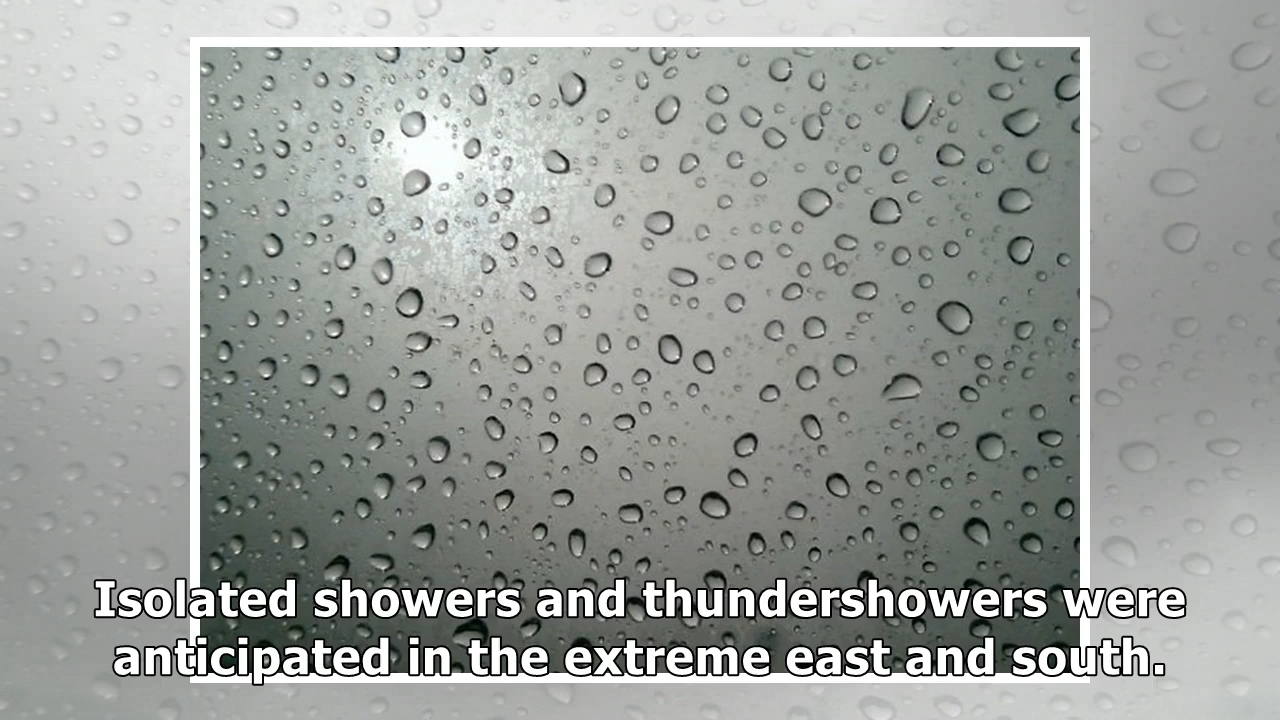 Isolated showers and thundershowers were
anticipated in the extreme east and south.